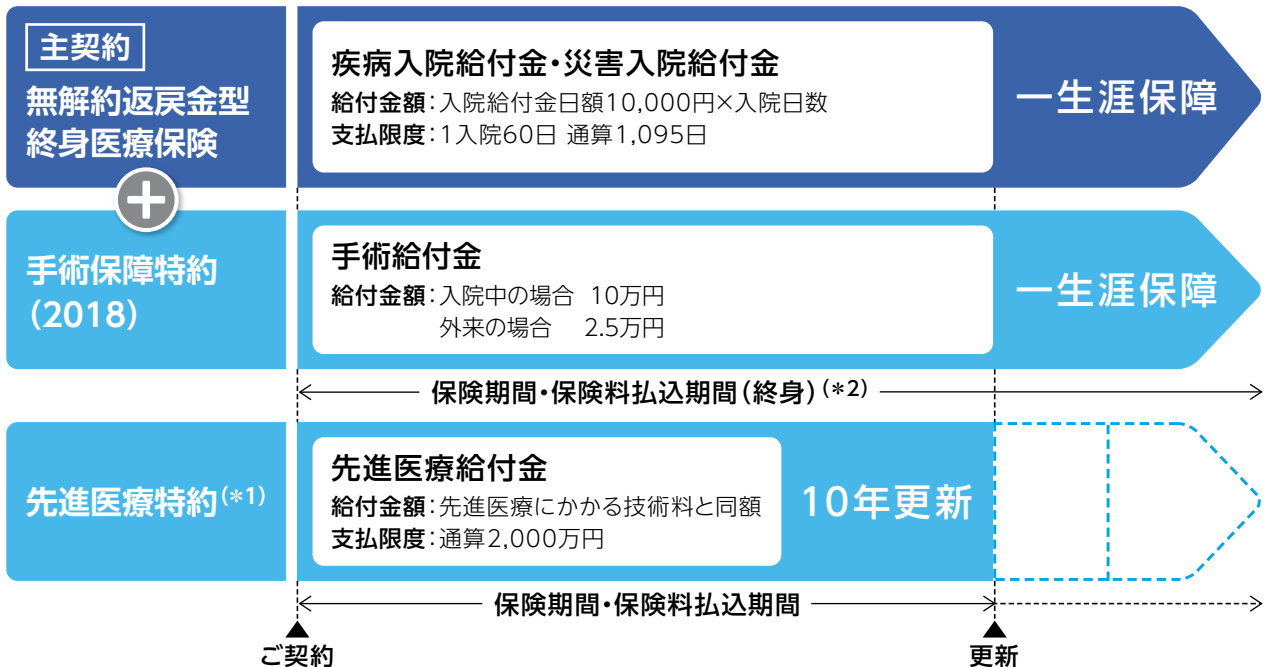 主契約
無解約返戻金型
終身医療保険
疾病入院給付金・災害入院給付金
給付金額：入院給付金日額10,000円×入院日数
支払限度：1入院60日 通算1,095日
一生涯保障
＋
手術保障特約
(2018)
手術給付金
給付金額：入院中の場合 10万円
外来の場合 2.5万円
一生涯保障
保険期間・保険料払込期間(終身)(*2)
先進医療特約(*1)
先進医療給付金
給付金額：先進医療にかかる技術料と同額
支払限度：通算2,000万円
10年更新
保険期間・保険料払込期間
ご契約
更新